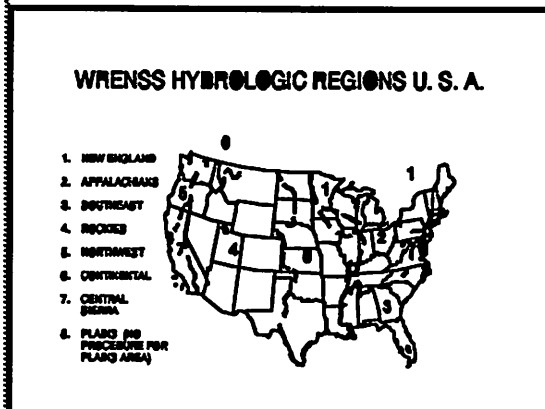 WRENSS HYDROLOGIC REGIONS U. S. A.
6
1. NEW ENGLAND
2. APPALACHIANS
3. SOUTHEAST
4. ROCKIES
5. NORTHWEST
6. CONTINENTAL
7. CENTRAL
SIERRA
8. PLAINS (NO
PROCEDURE FOR
PLAINS AREA)
1
1
5
2
4
8
3